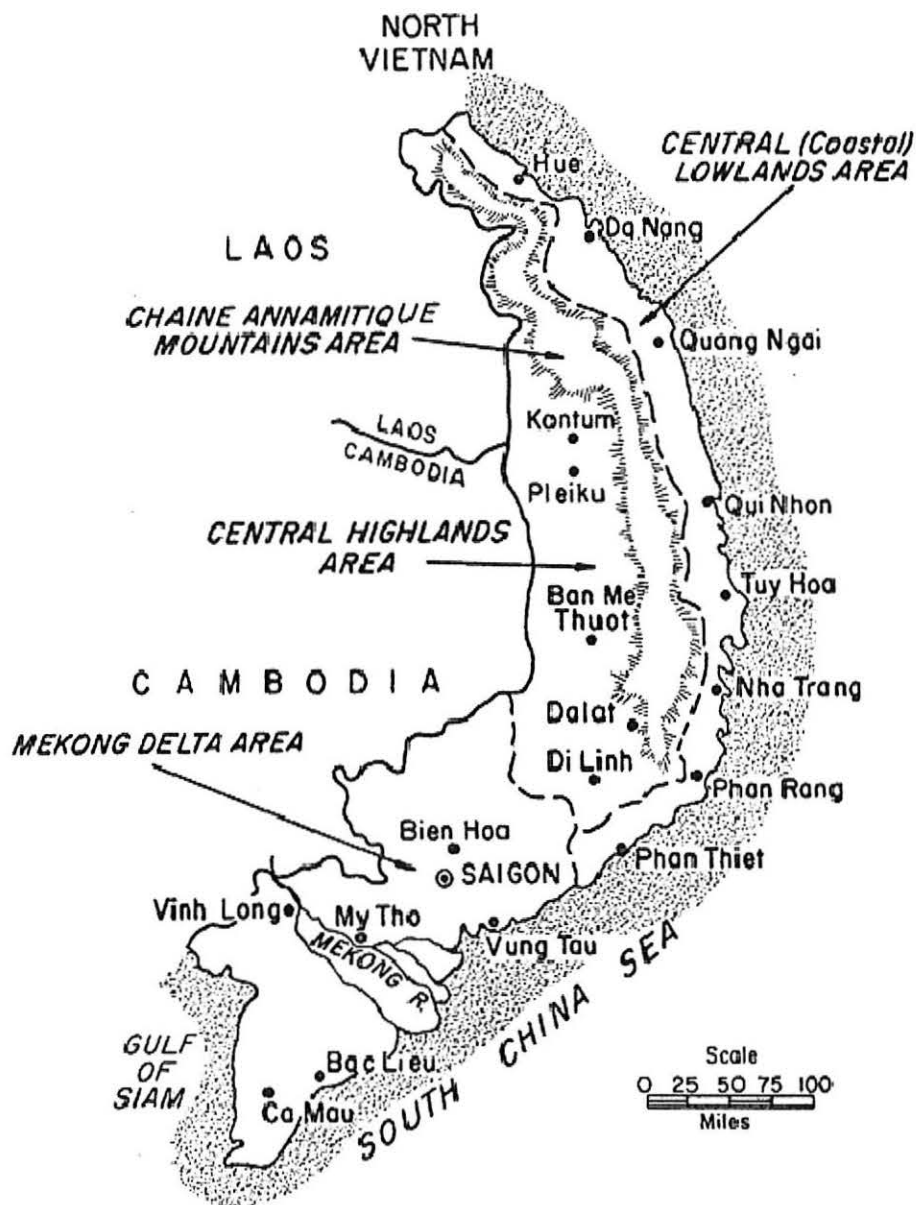 NORTH
VIETNAM
CENTRAL (Coastal)
LOWLANDS AREA
Hue
Da Nang
LAOS
CHAINE ANNAMITIQUE
MOUNTAINS AREA
Quang Ngai
Kontum
LAOS
CAMBODIA
Pleiku
Qui Nhon
CENTRAL HIGHLANDS
AREA
Ban Me
Thuot
Tuy Hoa
CAMBODIA
Nha Trang
Dalat
MEKONG DELTA AREA
Di Linh
Phan Rang
Bien Hoa
Phan Thiet
SAIGON
Vinh Long
My Tho
Vung Tau
MEKONG R.
SOUTH CHINA SEA
GULF
OF
SIAM
Bac Lieu
Ca Mau
Scale
0 25 50 75 100
Miles